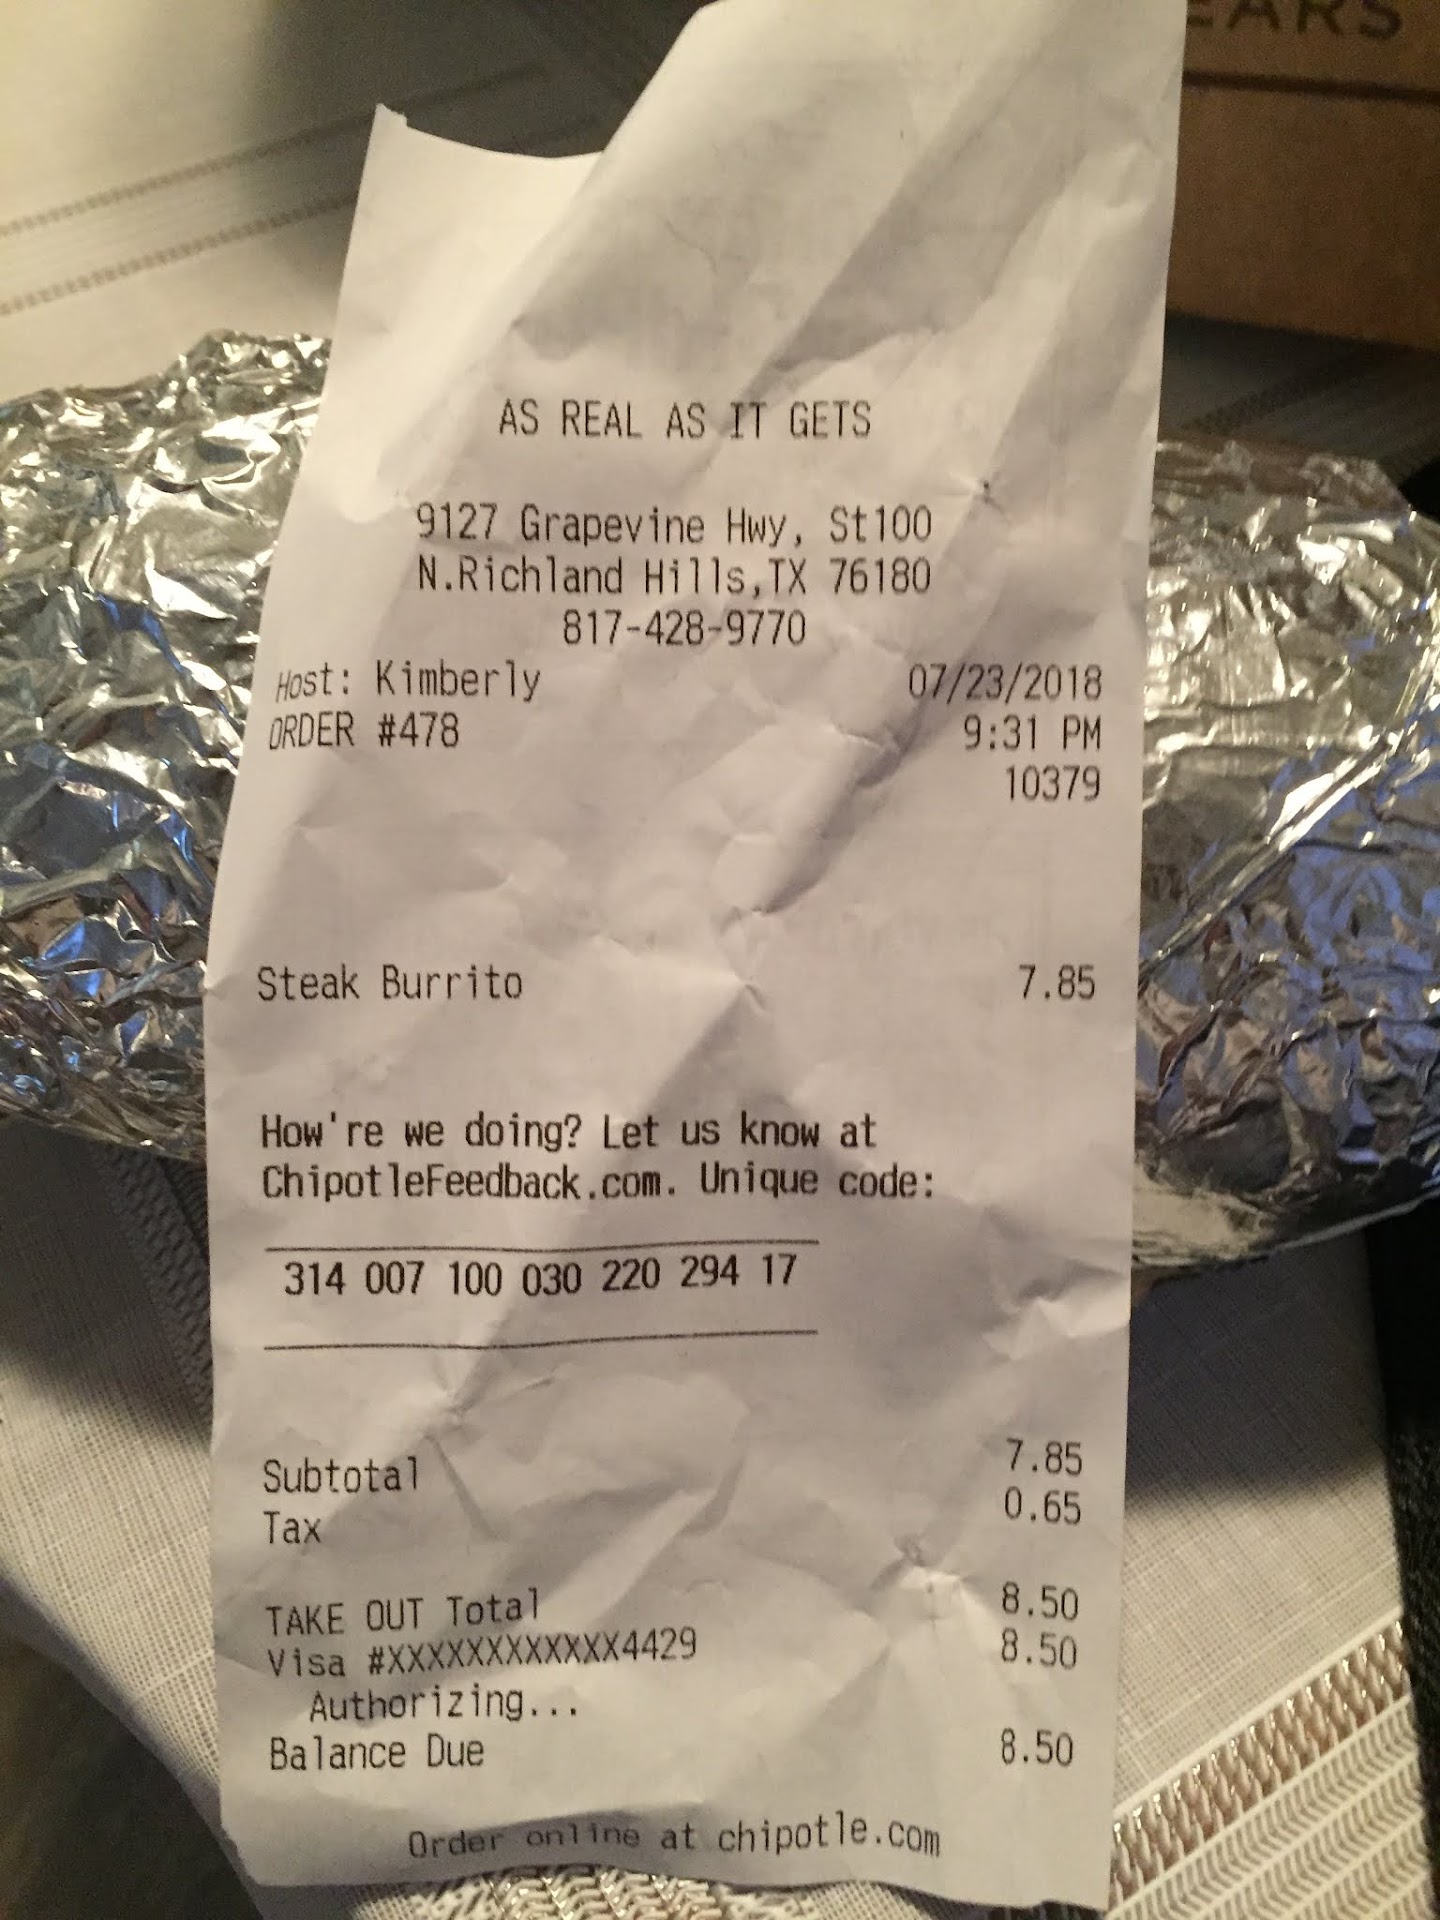 EARS
AS REAL AS IT GETS
9127 Grapevine Hwy, St100
N.Richland Hills,TX 76180
817-428-9770
Host: Kimberly 07/23/2018
ORDER #478 9:31 PM
10379
Steak Burrito 7.85
How're we doing? Let us know at
ChipotleFeedback.com. Unique code:
314 007 100 030 220 294 17
Subtotal 7.85
Tax 0.65
TAKE OUT Total 8.50
Visa #XXXXXXXXXXXX4429 8.50
Authorizing...
Balance Due 8.50
Order online at chipotle.com